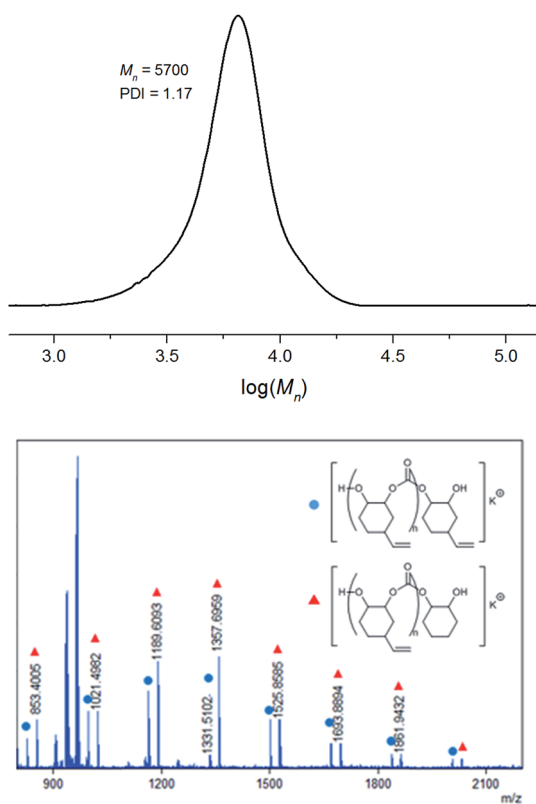 Mn = 5700
PDI = 1.17
3.0 3.5 4.0 4.5 5.0
log(Mn)
853.4005
1021.4982
1189.6093
1331.5102
1357.6959
1525.8585
1693.8894
1861.9432
H O O O O OH n K⊕
H O O O O OH n K⊕
900 1200 1500 1800 2100
m/z